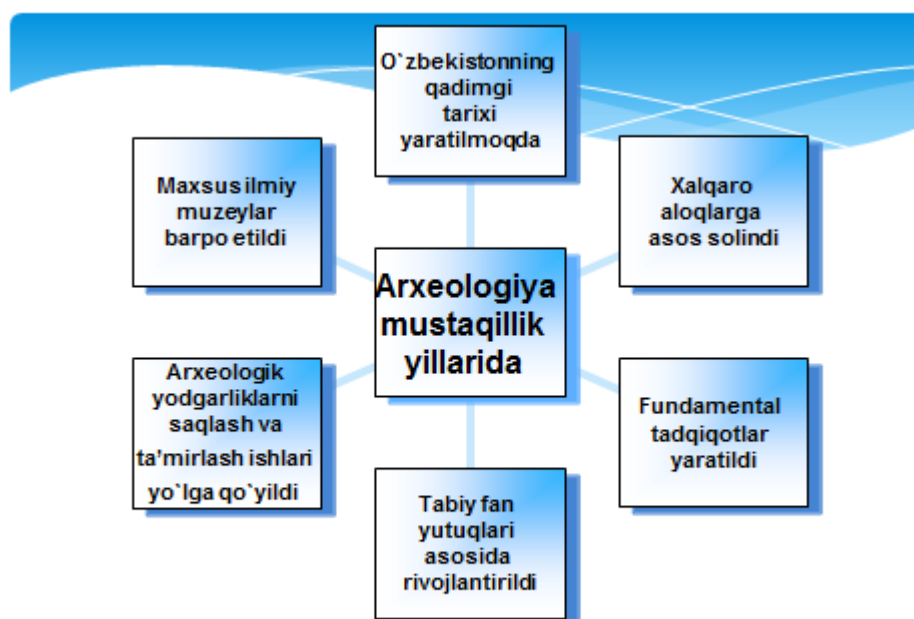 O`zbekistonning
qadimgi
tarixi
yaratilmoqda
Maxsus ilmiy
muzeylar
barpo etildi
Xalqaro
aloqlarga
asos solindi
Arxeologiya
mustaqillik
yillarida
Arxeologik
yodgarliklarni
saqlash va
ta'mirlash ishlari
yo`lga qo`yildi
Fundamental
tadqiqotlar
yaratildi
Tabiy fan
yutuqlari
asosida
rivojlantirildi